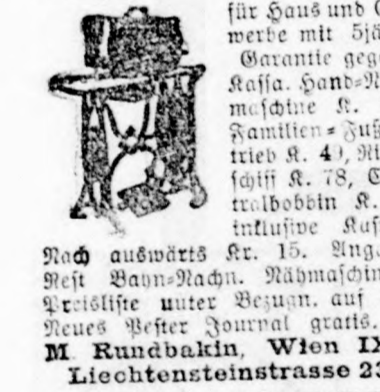 für Haus und
werbe mit 5jä
Garantie geg
Kassa. Hand-N
maschine K.
Familien-Fuß
trieb K. 4 , Ri
schiff K. 78, C
tralbobbin K.
inklusive Kas
Nach auswärts Kr. 15. Ang
Rest Bahn-Nachn. Nähmaschin
Preisliste unter Bezugn. auf
Neues Pester Journal gratis.
M. Rundbakin, Wien IX
Liechtensteinstrasse 23